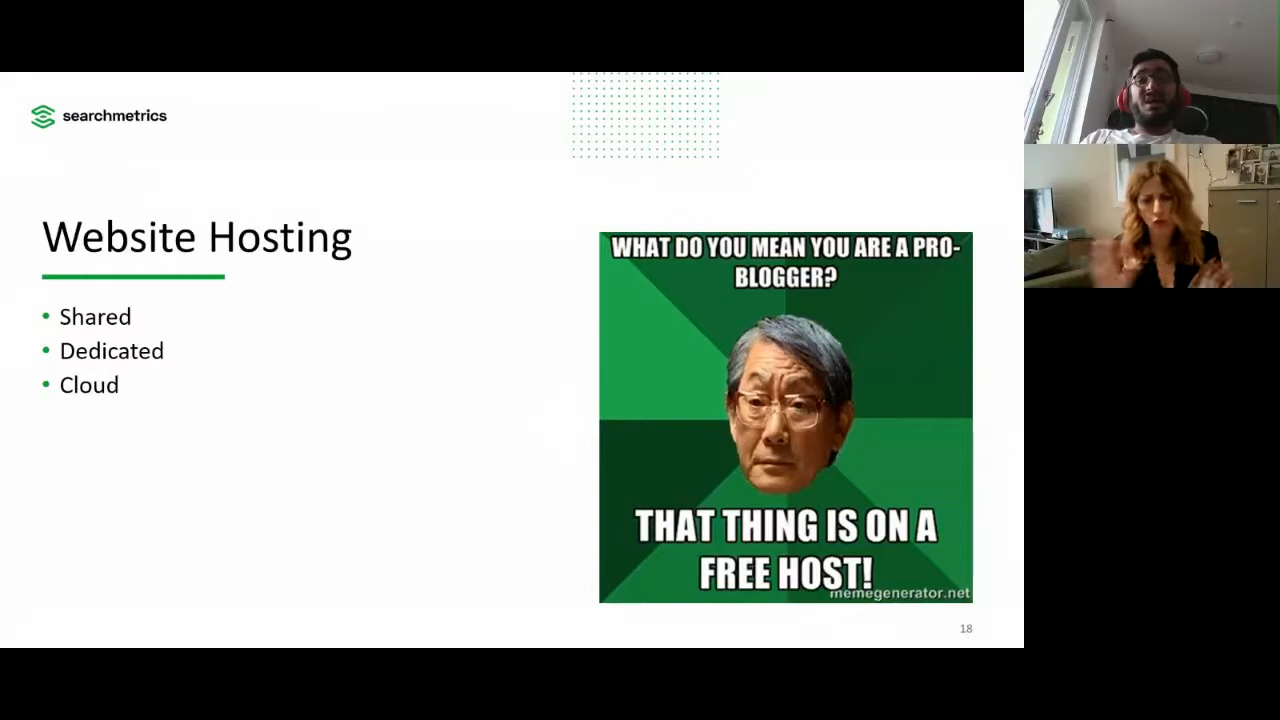 searchmetrics
Website Hosting
• Shared
• Dedicated
• Cloud
WHAT DO YOU MEAN YOU ARE A PRO-
BLOGGER?
THAT THING IS ON A
FREE HOST!
memegenerator.net
18